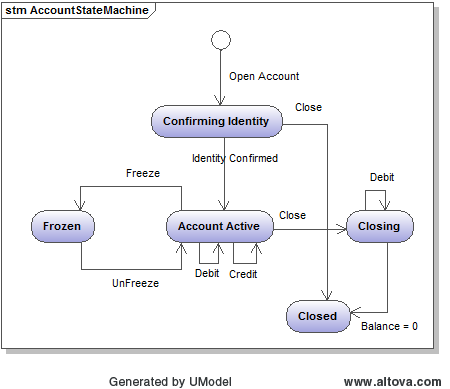 stm AccountStateMachine
Open Account
Confirming Identity
Close
Identity Confirmed
Freeze
Debit
Frozen
Account Active
Close
Closing
UnFreeze
Debit
Credit
Closed
Balance = 0
Generated by UModel
www.altova.com